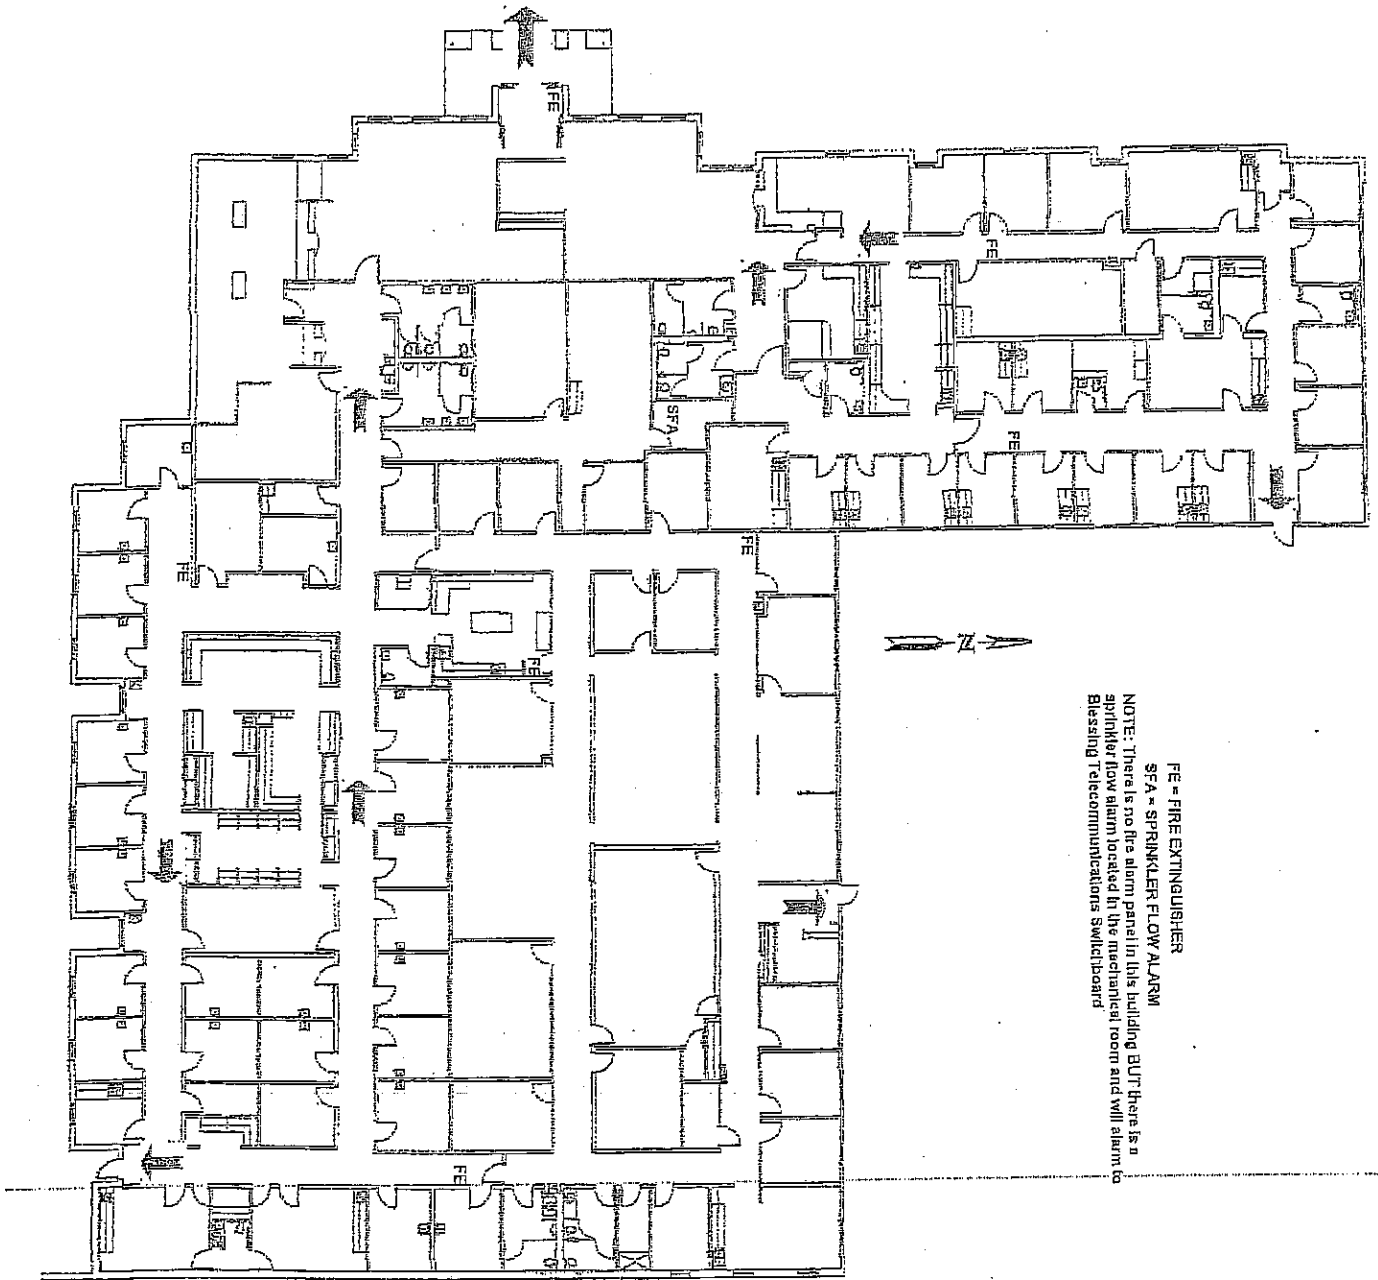 FE
FE
FE
SFA
FE
FE
FE
FE
FE
N
FE = FIRE EXTINGUISHER
SFA = SPRINKLER FLOW ALARM
NOTE: There is no fire alarm panel in this building BUT there is a
sprinkler flow alarm located in the mechanical room and will alarm to
Blessing Telecommunications Switchboard